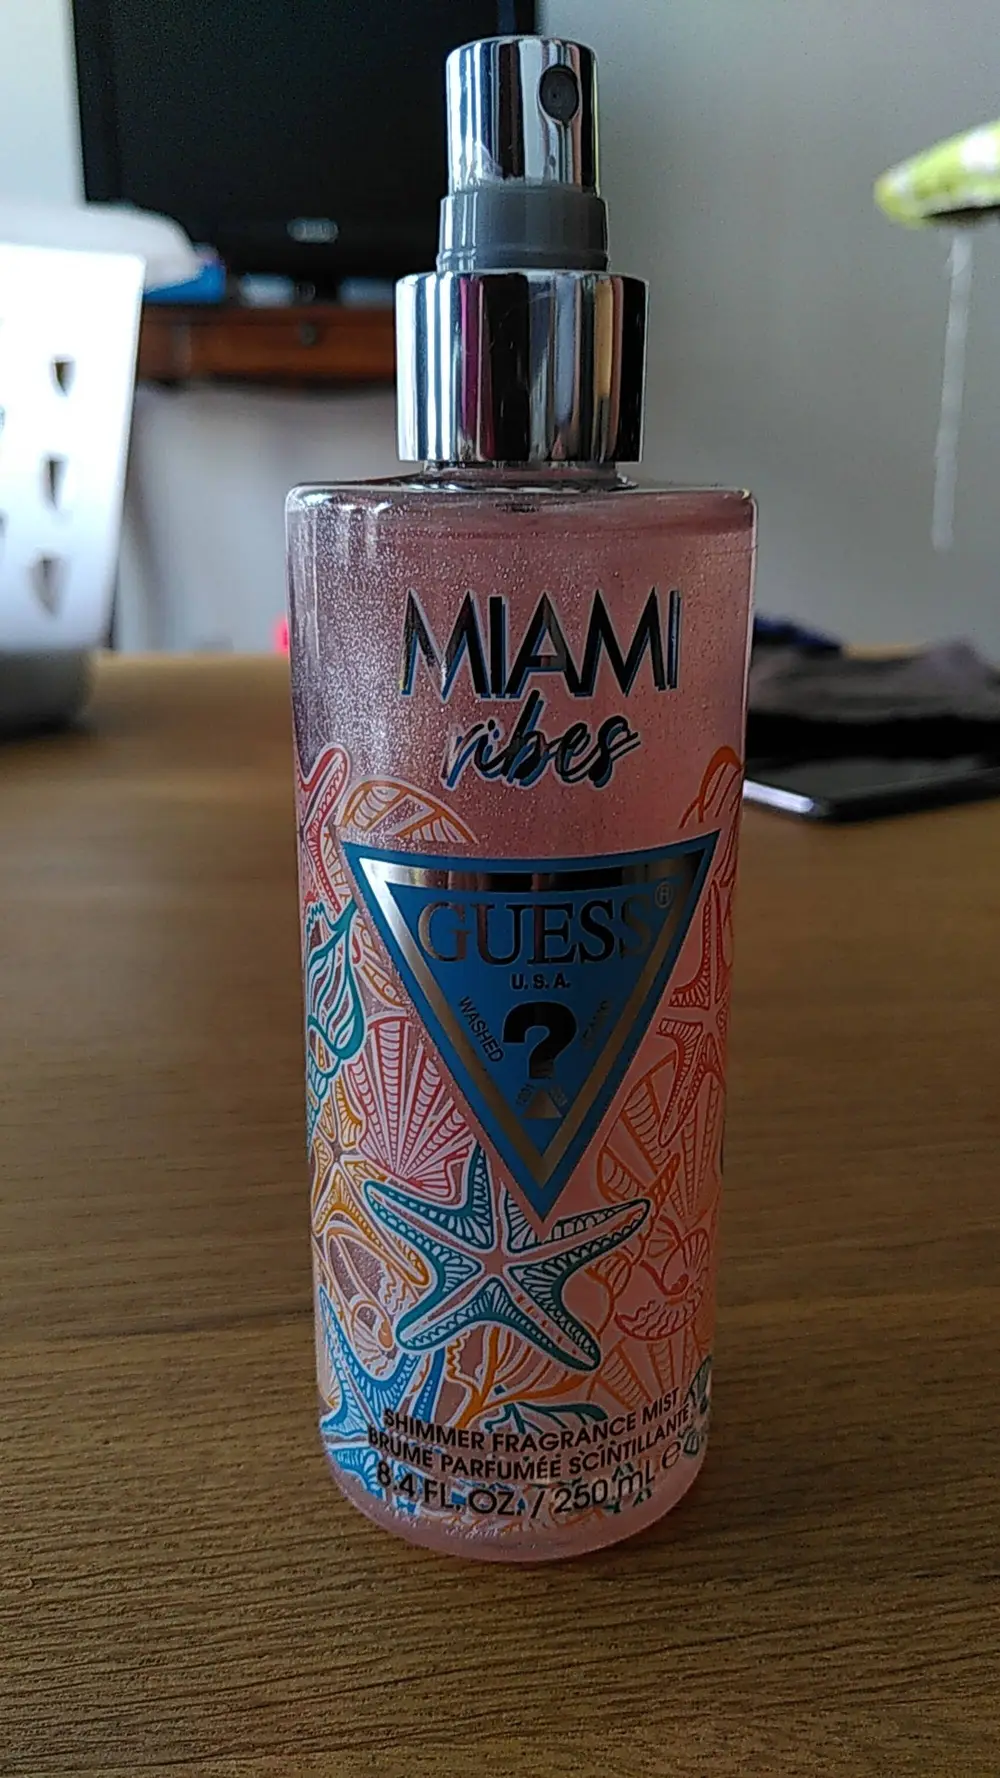 MIAMI
vibes
GUESS®
U.S.A.
WASHED
?
SHIMMER FRAGRANCE MIST
BRUME PARFUMÉE SCINTILLANTE
8.4 FL. OZ. / 250 mL e